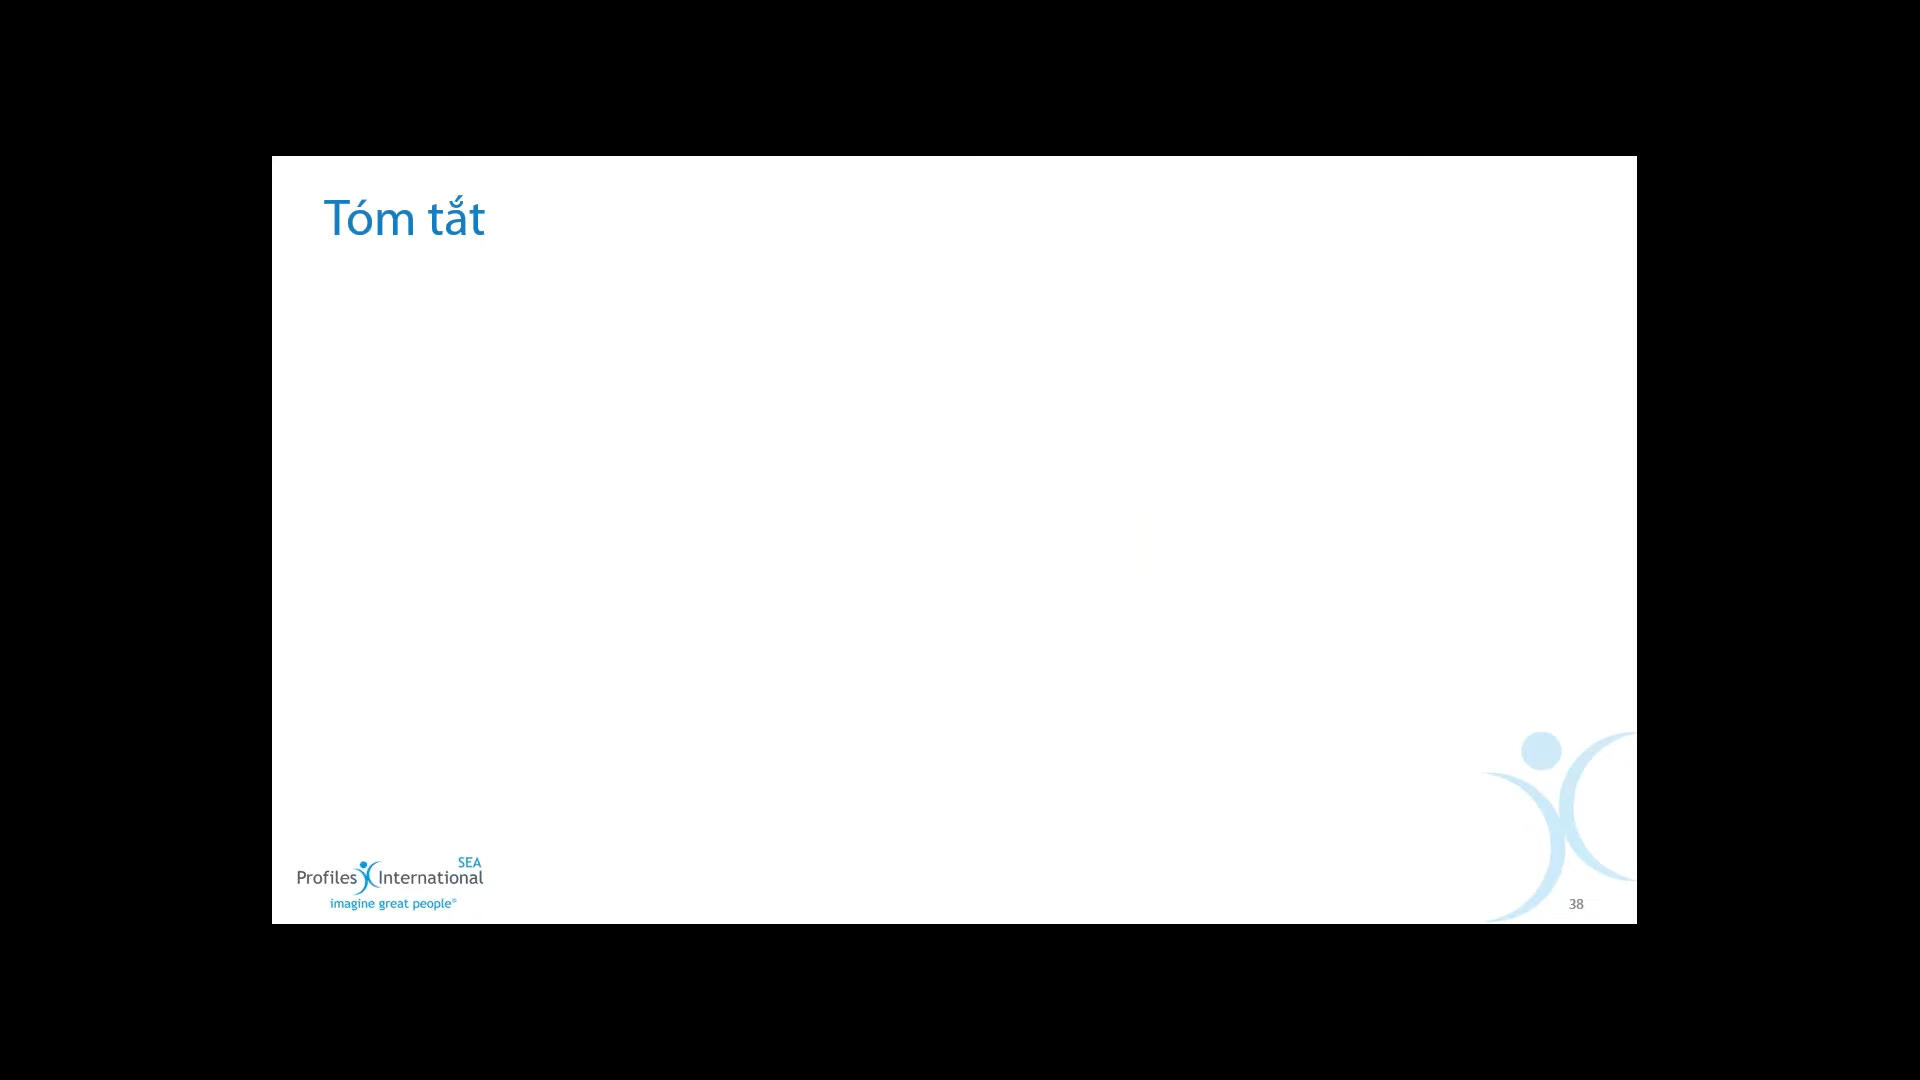 Tóm tắt
SEA
Profiles International
imagine great people®
38